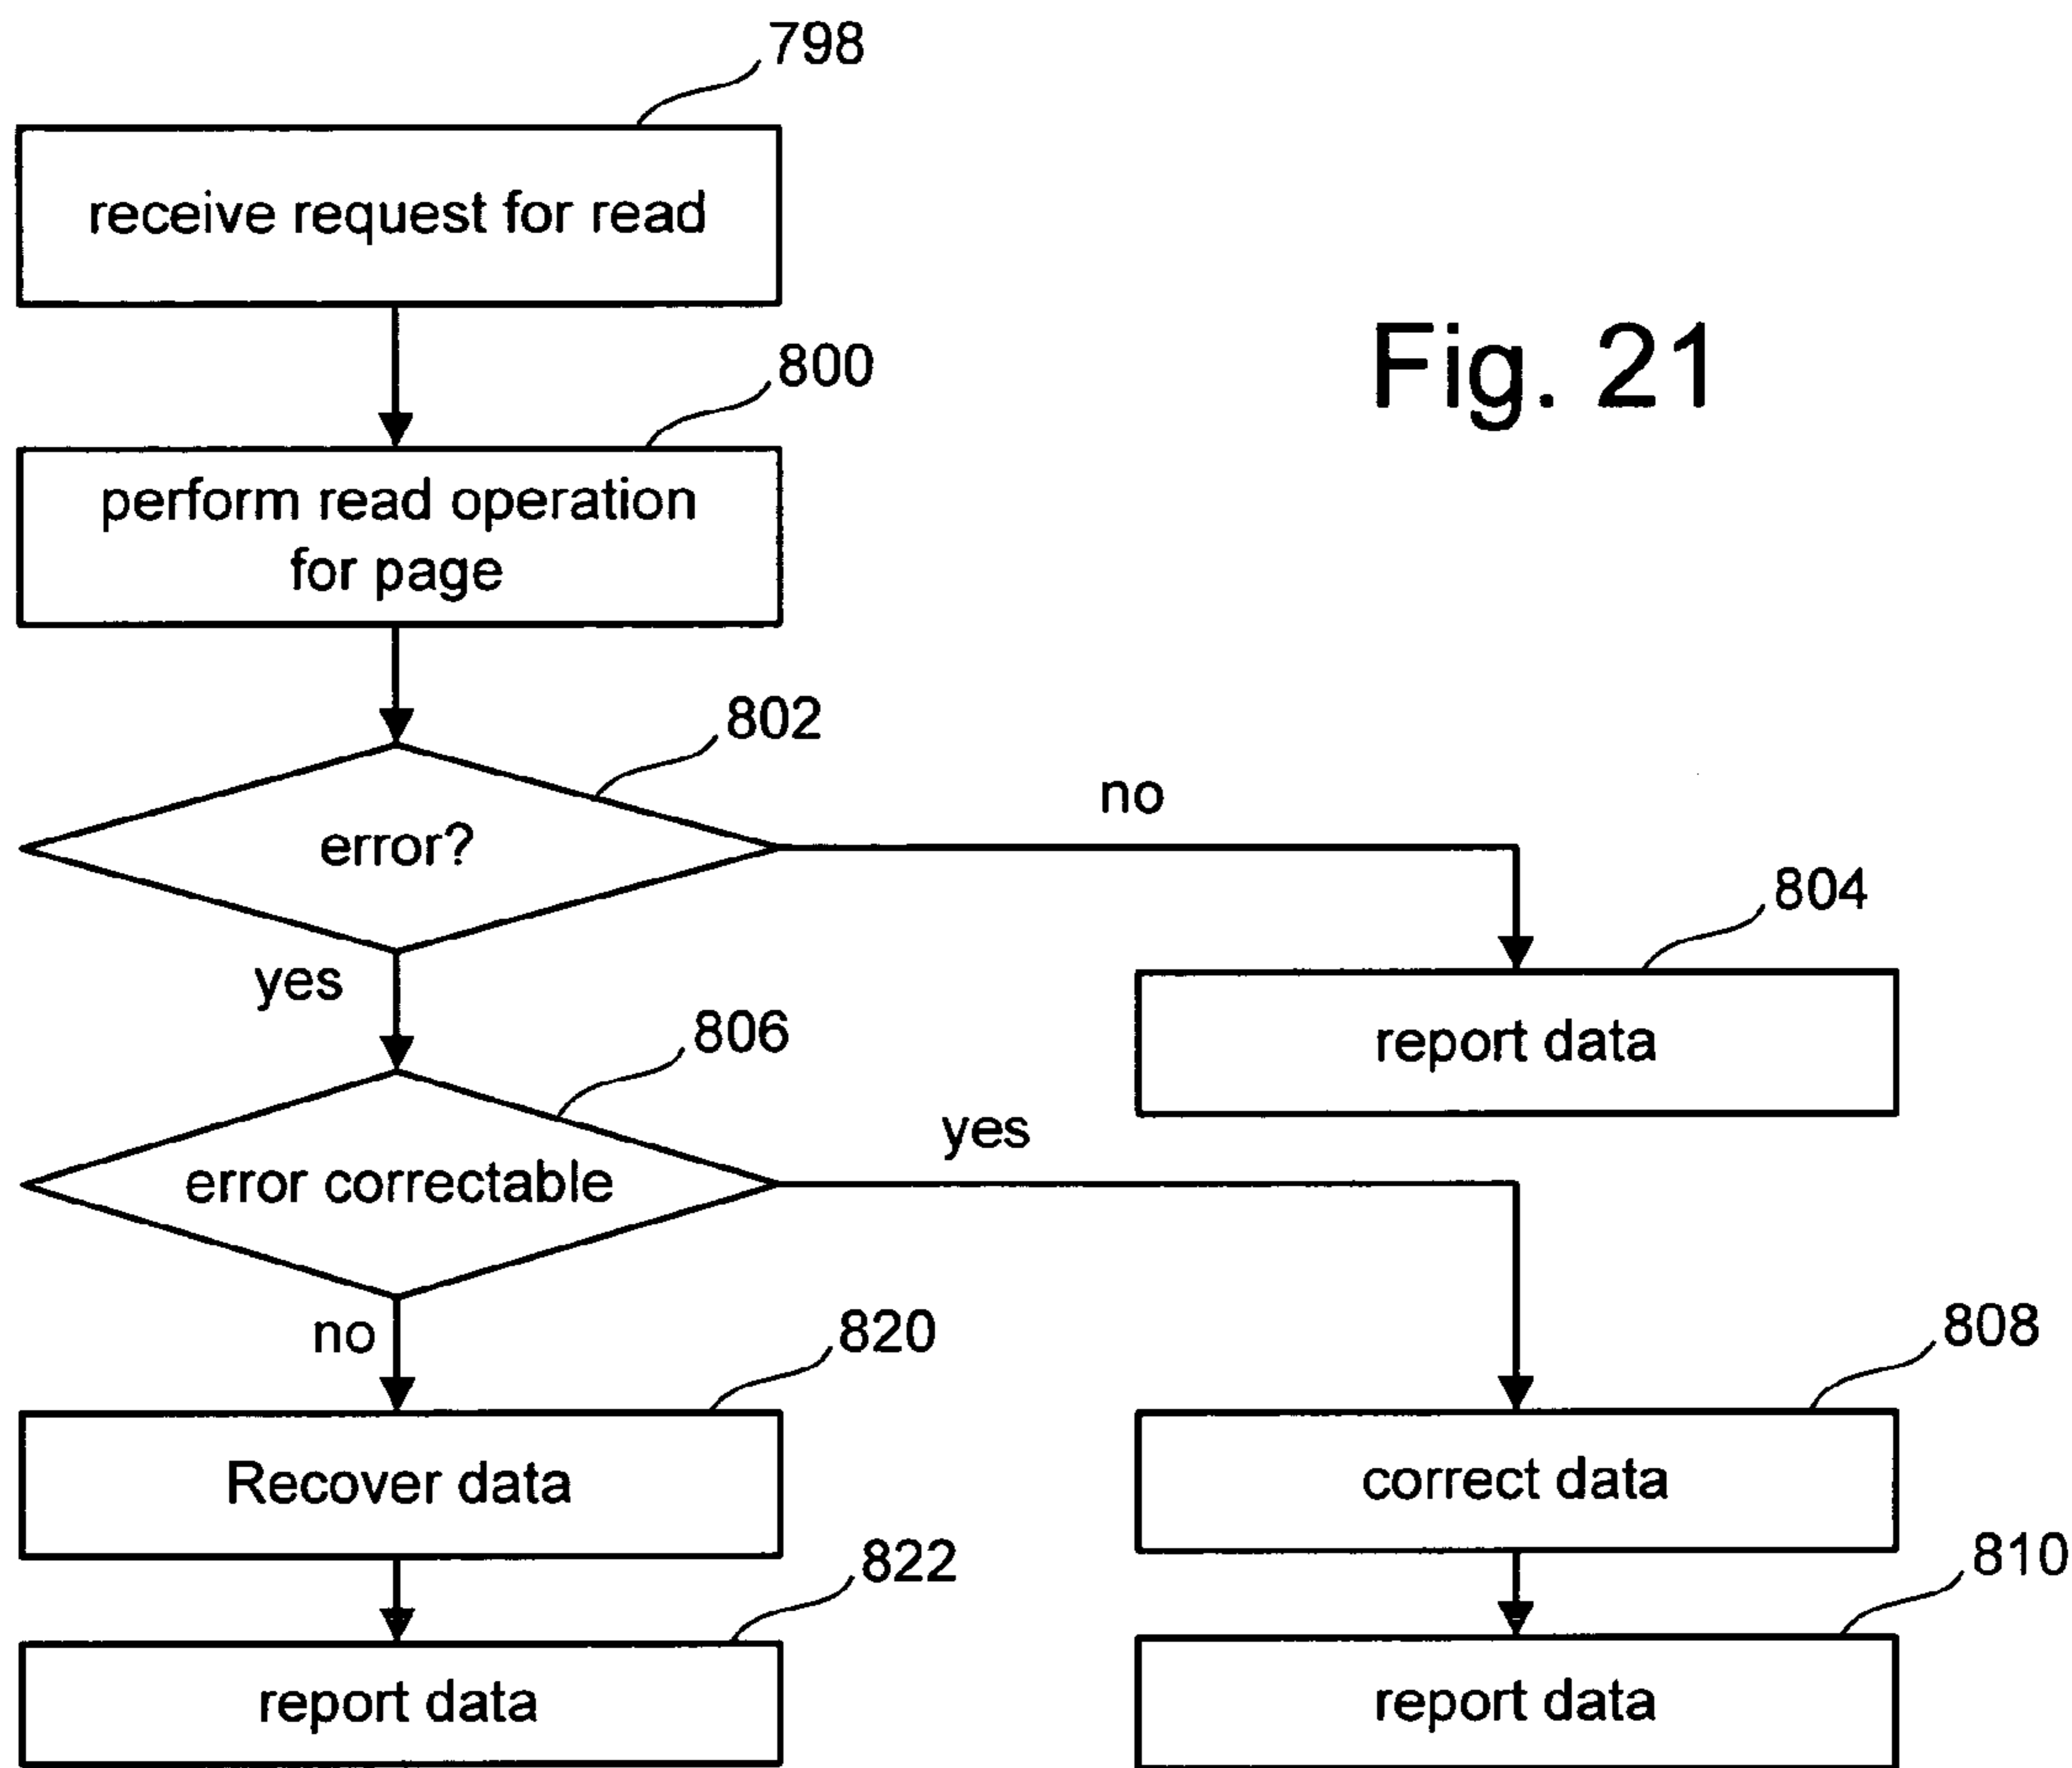 798
receive request for read
Fig. 21
800
perform read operation
for page
802
error?
no
804
report data
yes
806
error correctable
yes
no
820
Recover data
808
correct data
822
report data
810
report data